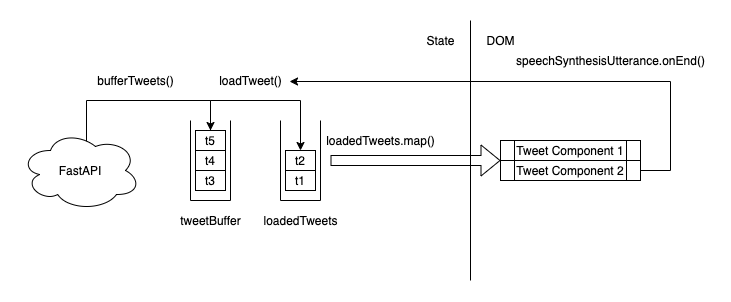 State
DOM
speechSynthesisUtterance.onEnd()
bufferTweets()
loadTweet()
FastAPI
t5
t4
t3
t2
t1
loadedTweets.map()
Tweet Component 1
Tweet Component 2
tweetBuffer
loadedTweets